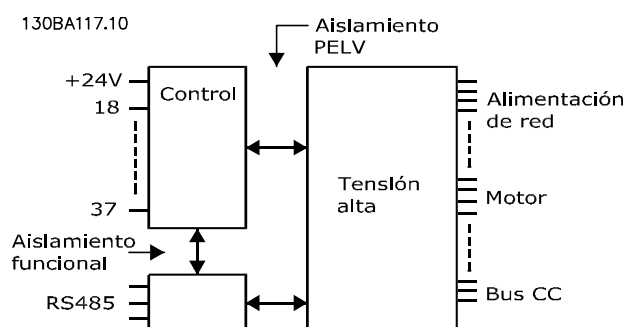 130BA117.10
Aislamiento
PELV
+24V
18
37
Control
Tensión
alta
Alimentación
de red
Motor
Bus CC
Aislamiento
funcional
RS485